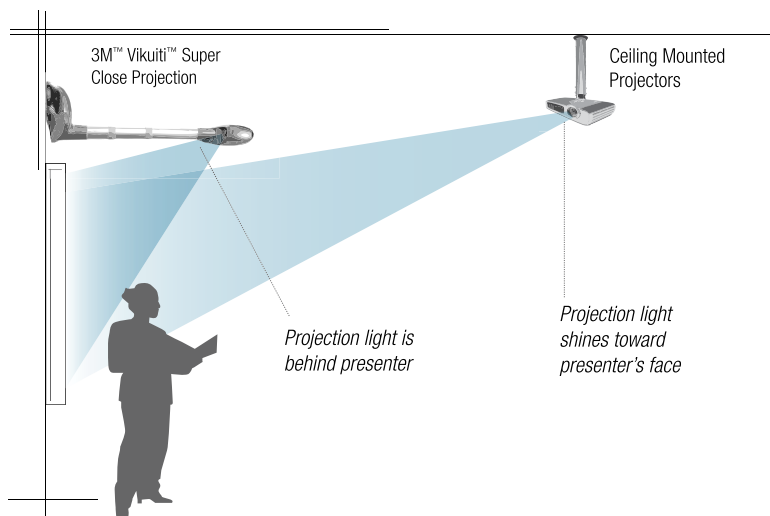 3M™ Vikuiti™ Super
Close Projection
Ceiling Mounted
Projectors
Projection light is
behind presenter
Projection light
shines toward
presenter's face